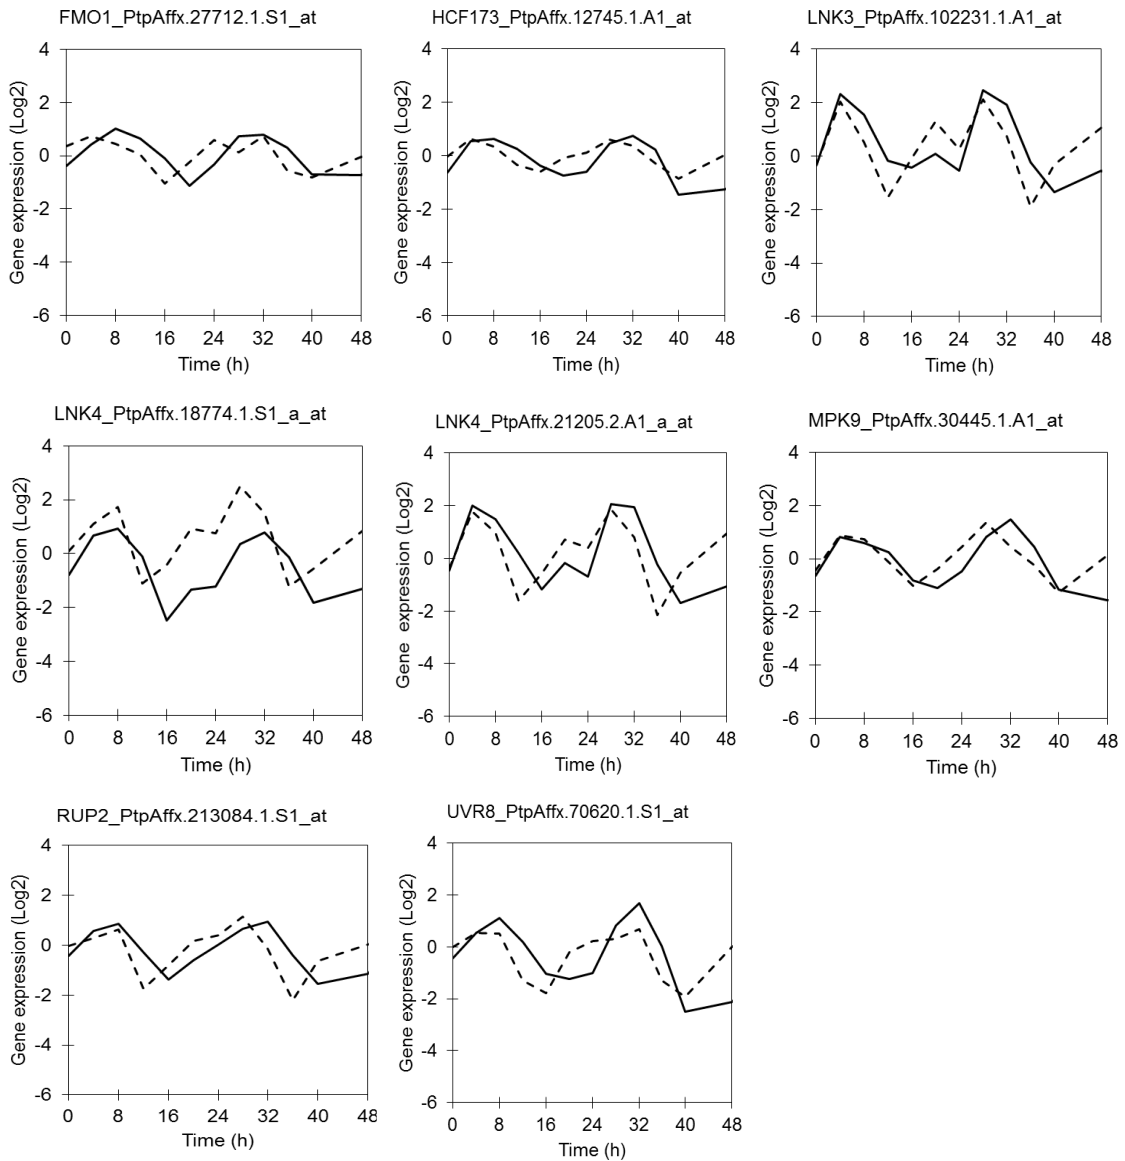 FMO1_PtpAffx.27712.1.S1_at
Gene expression (Log2)
4
2
0
-2
-4
-6
0 8 16 24 32 40 48
Time (h)
HCF173_PtpAffx.12745.1.A1_at
Gene expression (Log2)
4
2
0
-2
-4
-6
0 8 16 24 32 40 48
Time (h)
LNK3_PtpAffx.102231.1.A1_at
Gene expression (Log2)
4
2
0
-2
-4
-6
0 8 16 24 32 40 48
Time (h)
LNK4_PtpAffx.18774.1.S1_a_at
Gene expression (Log2)
4
2
0
-2
-4
-6
0 8 16 24 32 40 48
Time (h)
LNK4_PtpAffx.21205.2.A1_a_at
Gene expression (Log2)
4
2
0
-2
-4
-6
0 8 16 24 32 40 48
Time (h)
MPK9_PtpAffx.30445.1.A1_at
Gene expression (Log2)
4
2
0
-2
-4
-6
0 8 16 24 32 40 48
Time (h)
RUP2_PtpAffx.213084.1.S1_at
Gene expression (Log2)
4
2
0
-2
-4
-6
0 8 16 24 32 40 48
Time (h)
UVR8_PtpAffx.70620.1.S1_at
Gene expression (Log2)
4
2
0
-2
-4
-6
0 8 16 24 32 40 48
Time (h)